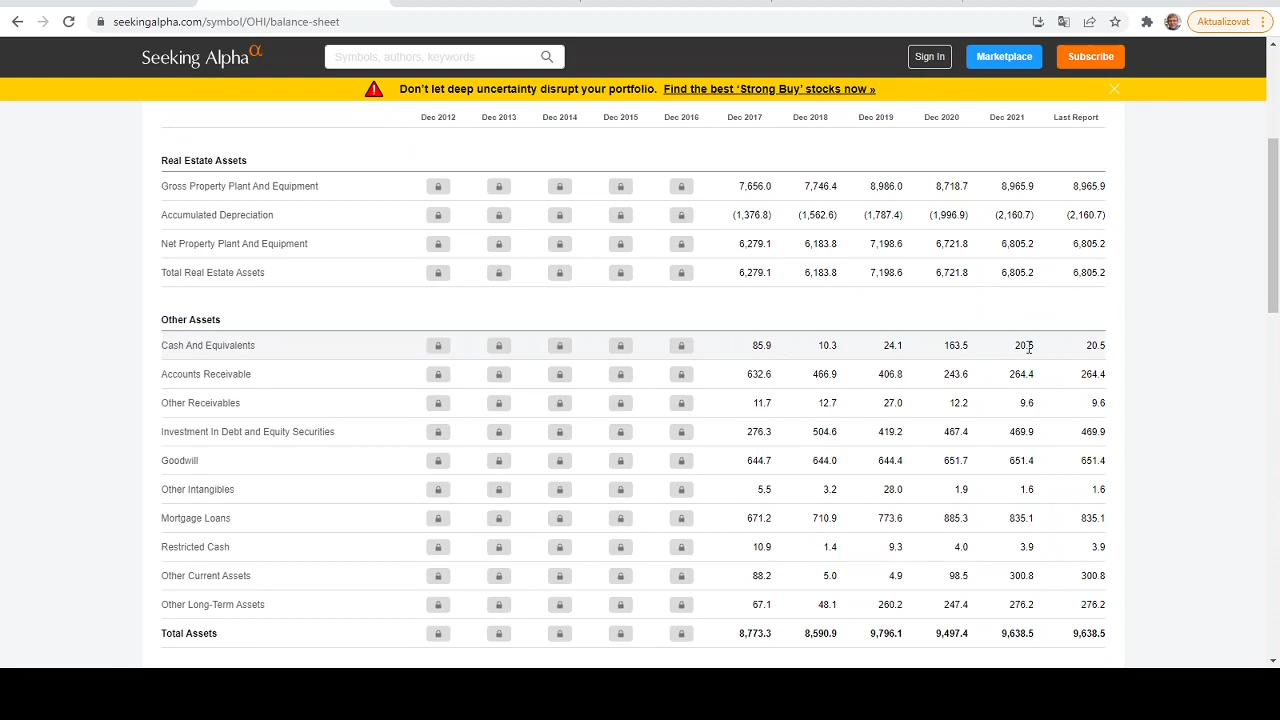 seekingalpha.com/symbol/OHI/balance-sheet
Aktualizovat
Seeking Alpha α
Symbols, authors, keywords
Sign In
Marketplace
Subscribe
Don't let deep uncertainty disrupt your portfolio. Find the best 'Strong Buy' stocks now »
Dec 2012 Dec 2013 Dec 2014 Dec 2015 Dec 2016 Dec 2017 Dec 2018 Dec 2019 Dec 2020 Dec 2021 Last Report
Real Estate Assets
Gross Property Plant And Equipment 7,656.0 7,746.4 8,986.0 8,718.7 8,965.9 8,965.9
Accumulated Depreciation (1,376.8) (1,562.6) (1,787.4) (1,996.9) (2,160.7) (2,160.7)
Net Property Plant And Equipment 6,279.1 6,183.8 7,198.6 6,721.8 6,805.2 6,805.2
Total Real Estate Assets 6,279.1 6,183.8 7,198.6 6,721.8 6,805.2 6,805.2
Other Assets
Cash And Equivalents 85.9 10.3 24.1 163.5 20.5 20.5
Accounts Receivable 632.6 466.9 406.8 243.6 264.4 264.4
Other Receivables 11.7 12.7 27.0 12.2 9.6 9.6
Investment In Debt and Equity Securities 276.3 504.6 419.2 467.4 469.9 469.9
Goodwill 644.7 644.0 644.4 651.7 651.4 651.4
Other Intangibles 5.5 3.2 28.0 1.9 1.6 1.6
Mortgage Loans 671.2 710.9 773.6 885.3 835.1 835.1
Restricted Cash 10.9 1.4 9.3 4.0 3.9 3.9
Other Current Assets 88.2 5.0 4.9 98.5 300.8 300.8
Other Long-Term Assets 67.1 48.1 260.2 247.4 276.2 276.2
Total Assets 8,773.3 8,590.9 9,796.1 9,497.4 9,638.5 9,638.5